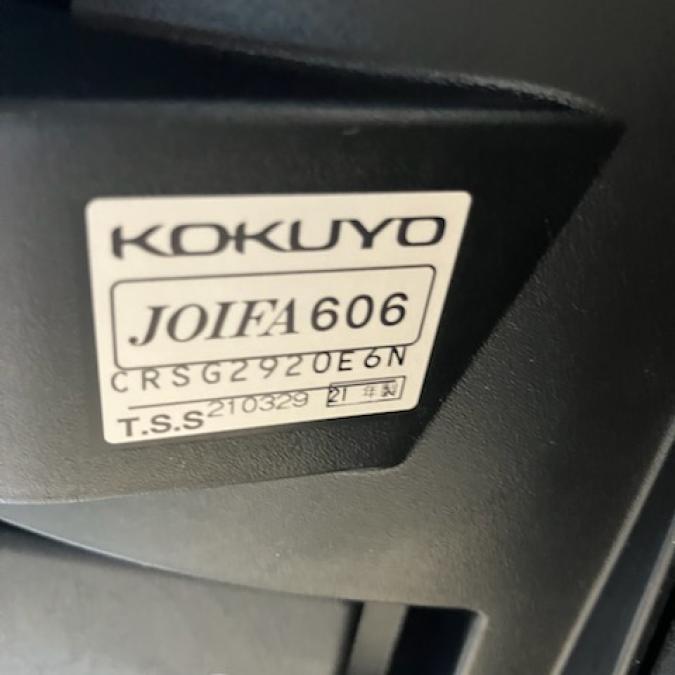 KOKUYO
JOIFA 606
CRSG2920E6N
T.S.S 210329 21 年製